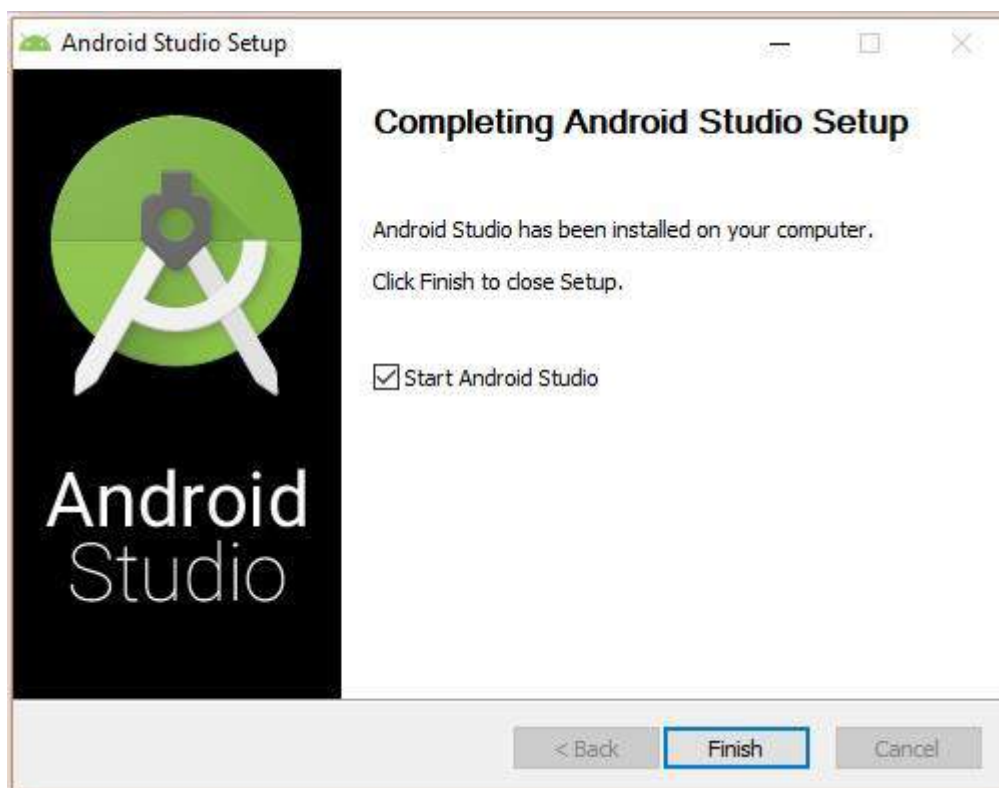 Android Studio Setup
Completing Android Studio Setup
Android Studio has been installed on your computer.
Click Finish to close Setup.
Start Android Studio
Android
Studio
< Back
Finish
Cancel